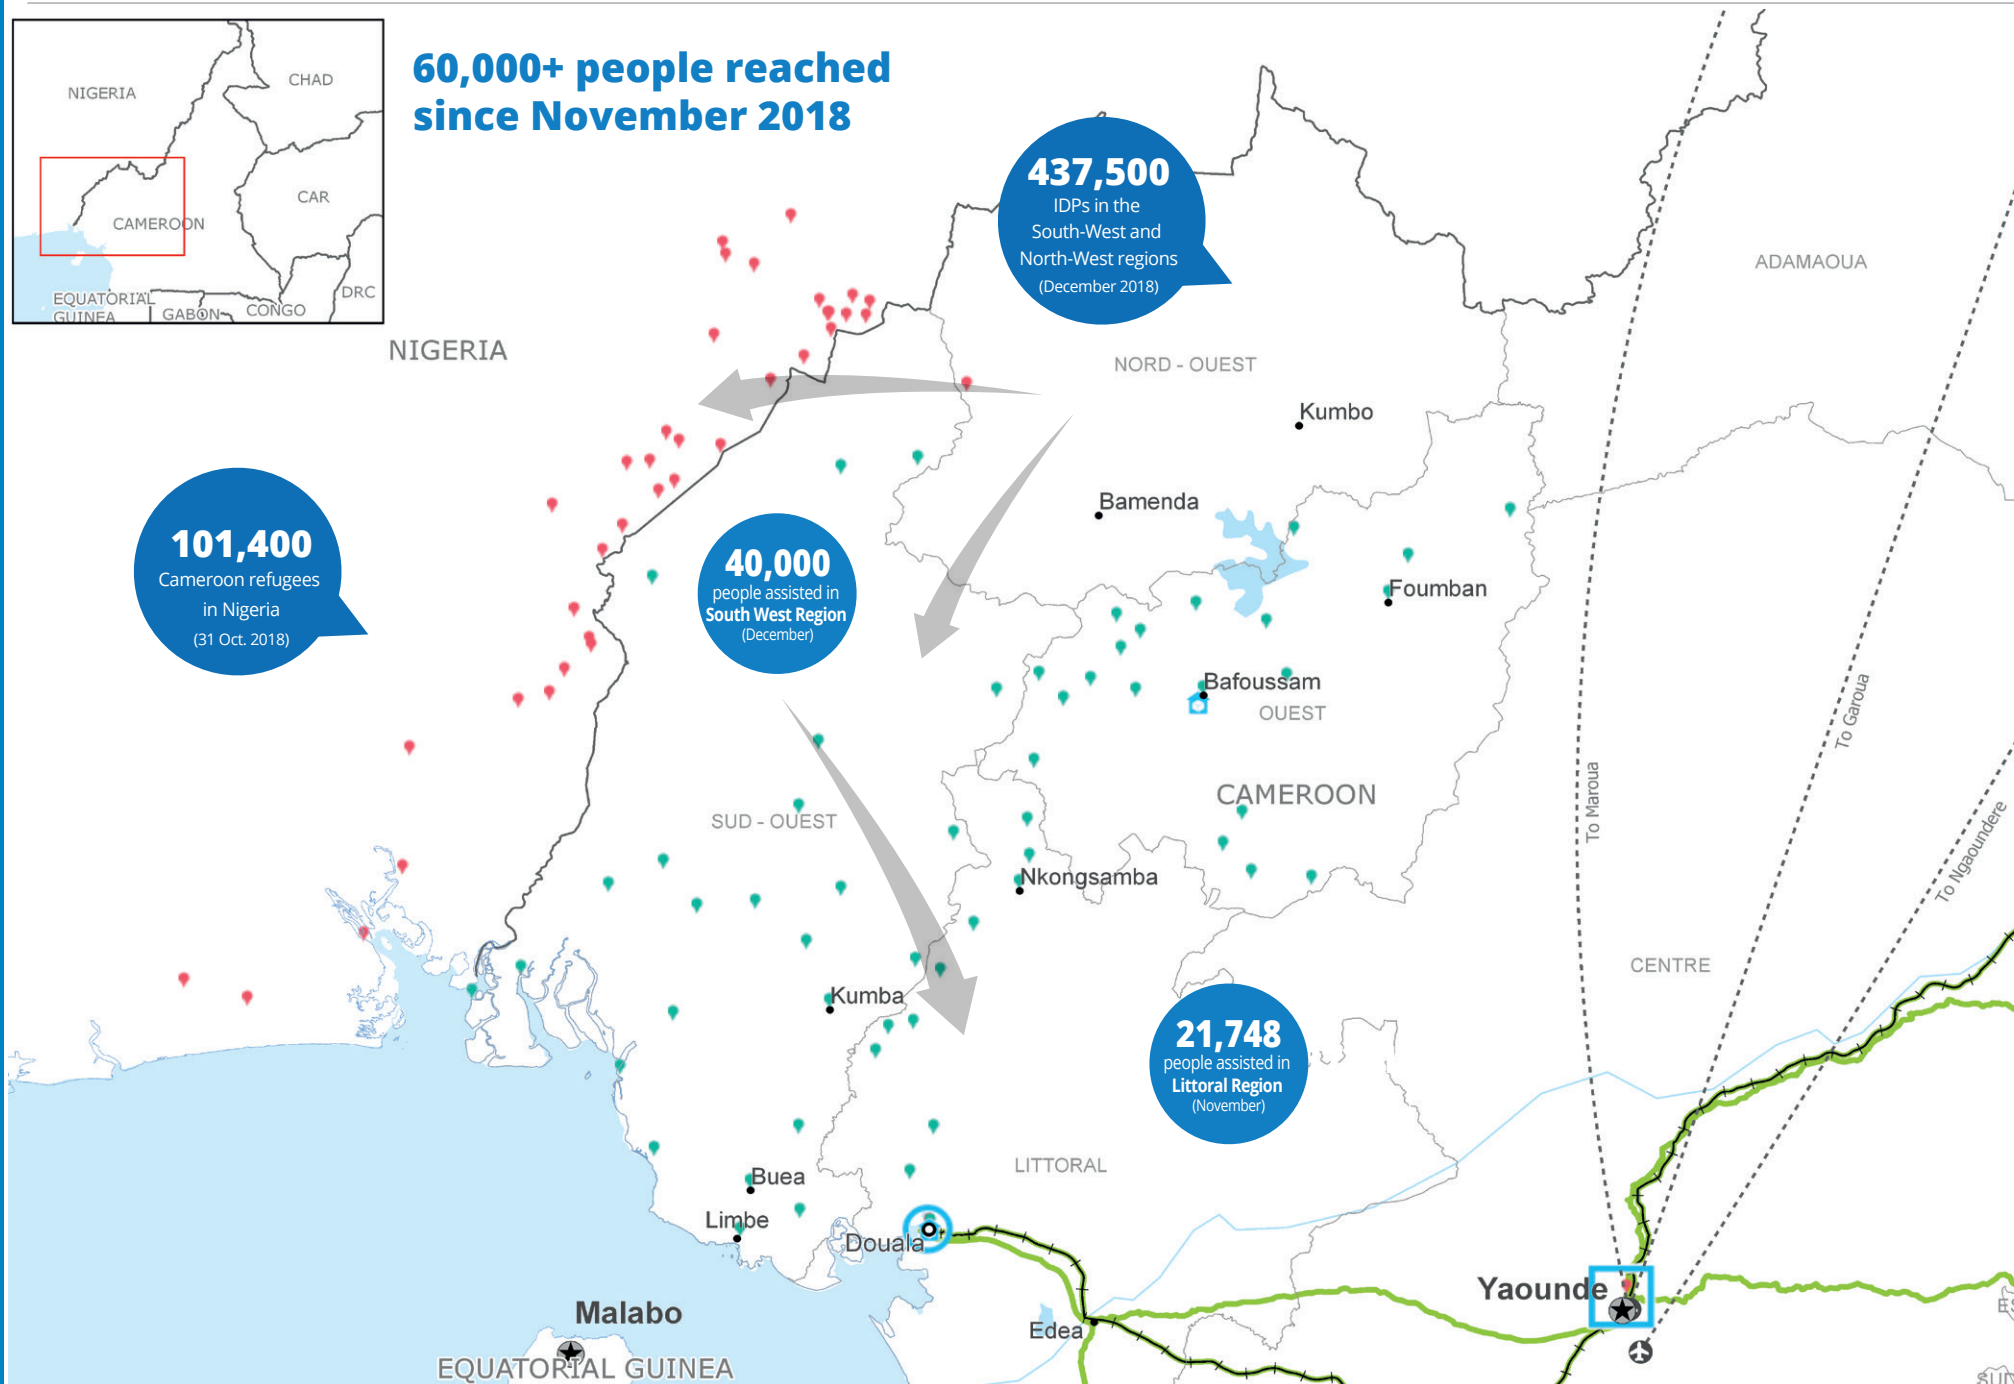 60,000+ people reached
since November 2018
NIGERIA
CHAD
CAR
CAMEROON
EQUATORIAL
GUINEA
GABON
CONGO
DRC
437,500
IDPs in the
South-West and
North-West regions
(December 2018)
ADAMAOUA
NIGERIA
NORD - OUEST
Kumbo
Bamenda
101,400
Cameroon refugees
in Nigeria
(31 Oct. 2018)
40,000
people assisted in
South West Region
(December)
Foumban
Bafoussam
OUEST
To Maroua
To Garoua
To Ngaoundere
CAMEROON
SUD - OUEST
Nkongsamba
CENTRE
Kumba
21,748
people assisted in
Littoral Region
(November)
LITTORAL
Buea
Limbe
Douala
Yaounde
Malabo
Edea
EQUATORIAL GUINEA